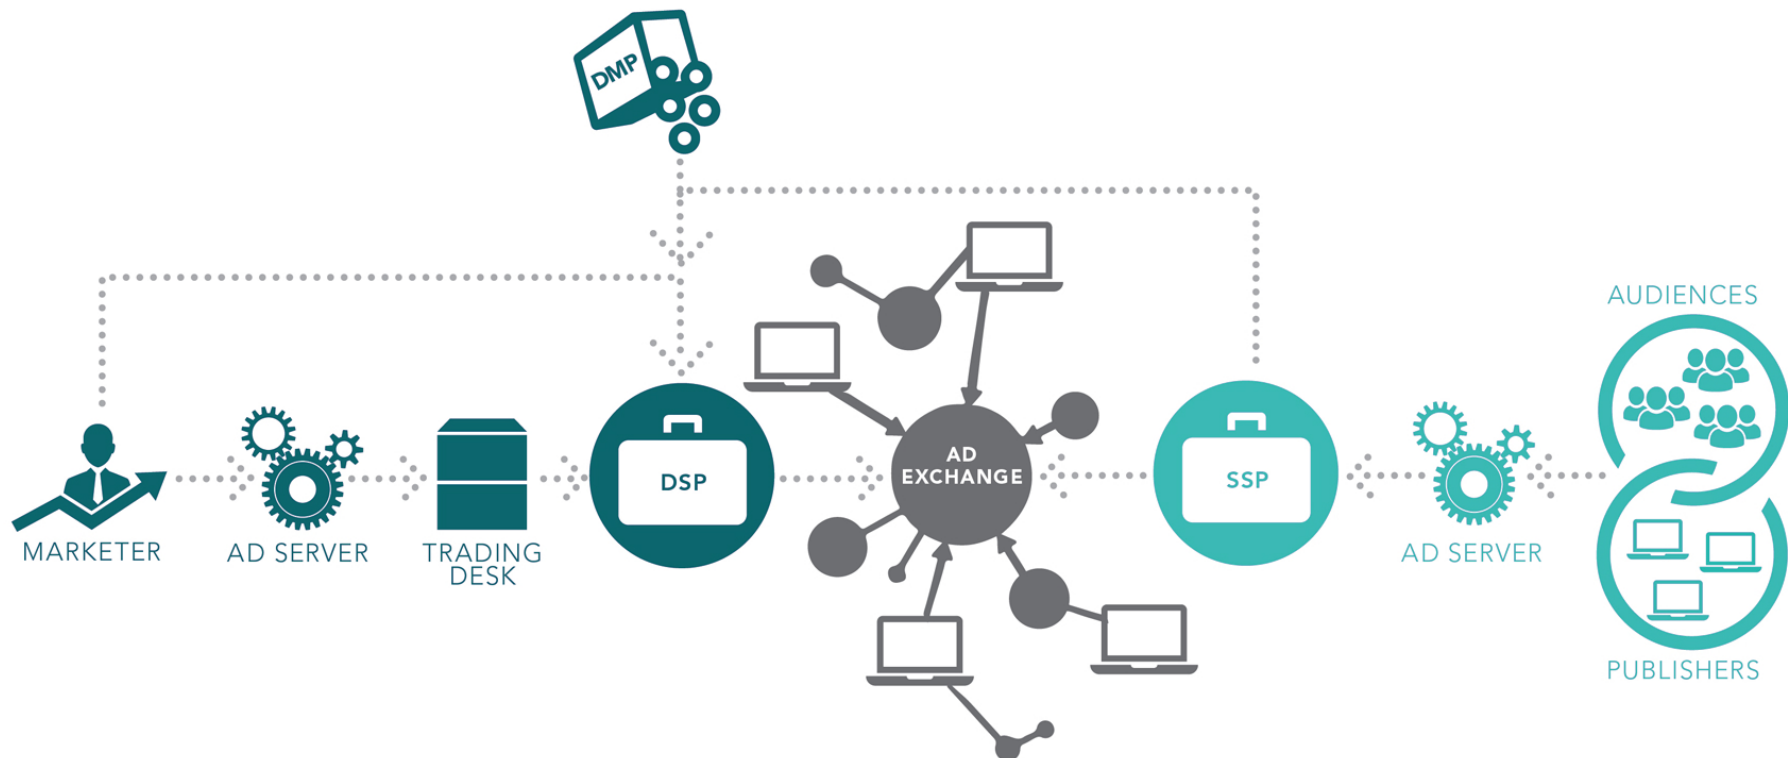 DMP
AUDIENCES
AD
EXCHANGE
DSP
SSP
MARKETER
AD SERVER
TRADING
DESK
AD SERVER
PUBLISHERS